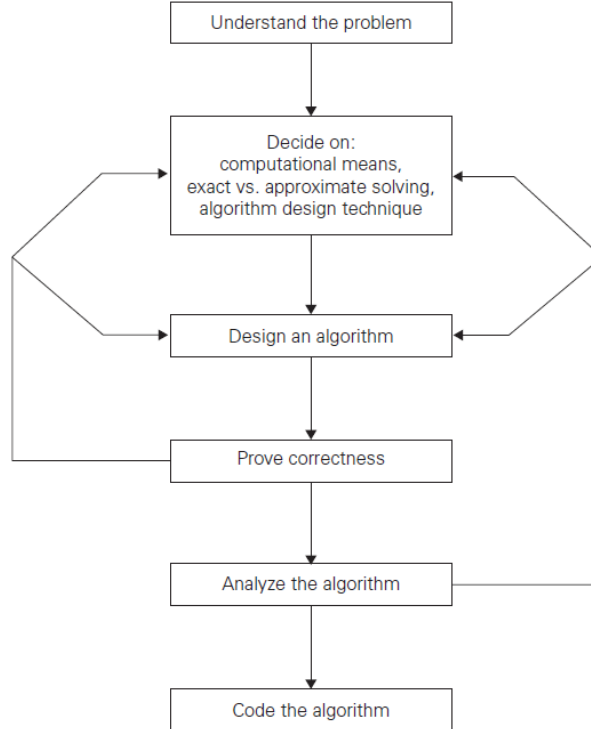 Understand the problem
Decide on:
computational means,
exact vs. approximate solving,
algorithm design technique
Design an algorithm
Prove correctness
Analyze the algorithm
Code the algorithm